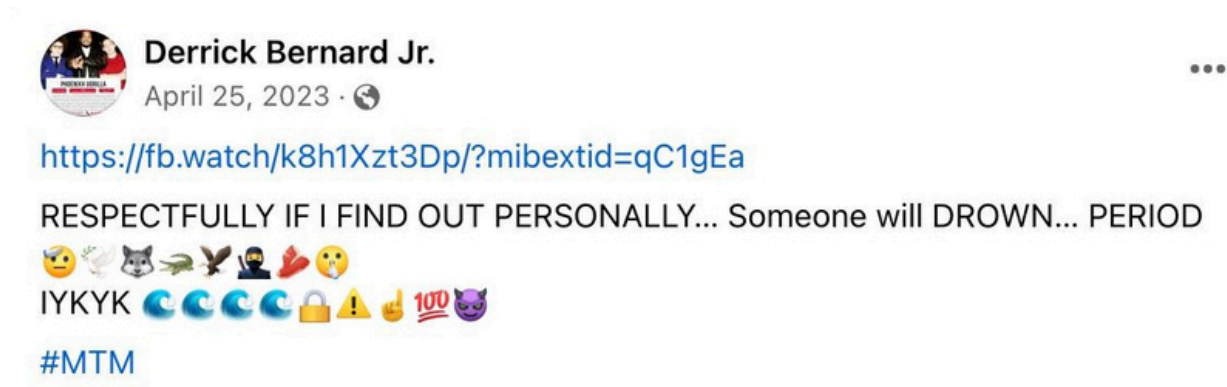 Derrick Bernard Jr.
April 25, 2023 ·
https://fb.watch/k8h1Xzt3Dp/?mibextid=qC1gEa
RESPECTFULLY IF I FIND OUT PERSONALLY... Someone will DROWN... PERIOD
🤕🕊🐺🐊🦅🥷🥩🤫
IYKYK 🌊🌊🌊🌊🔒⚠️☝️💯😈
#MTM